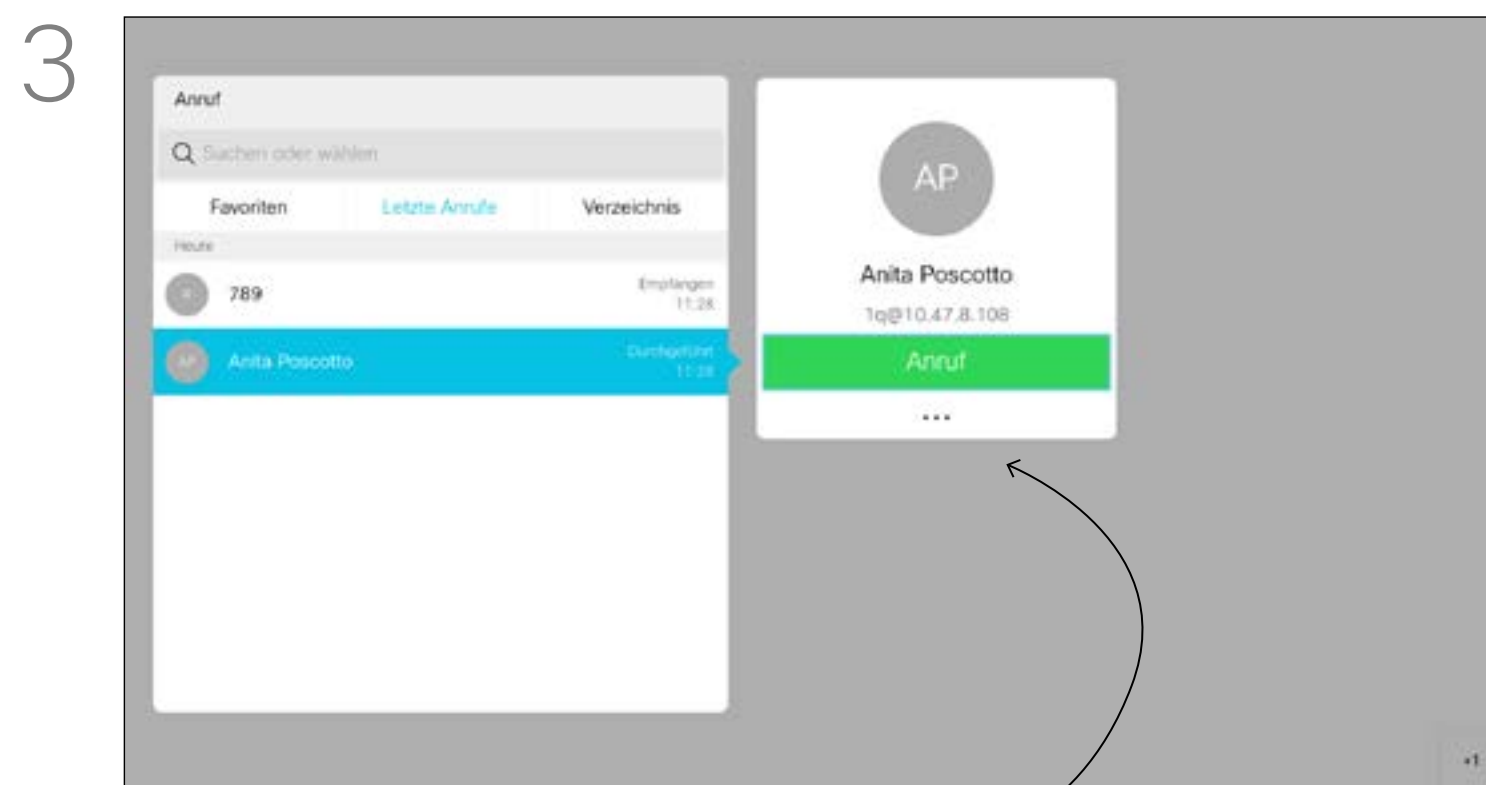 3
Anruf
Suchen oder wählen
Favoriten Letzte Anrufe Verzeichnis
Heute
789 Empfangen
11:28
AP Anita Poscotto Durchgeführt
11:28
AP
Anita Poscotto
1q@10.47.8.108
Anruf
...
+1